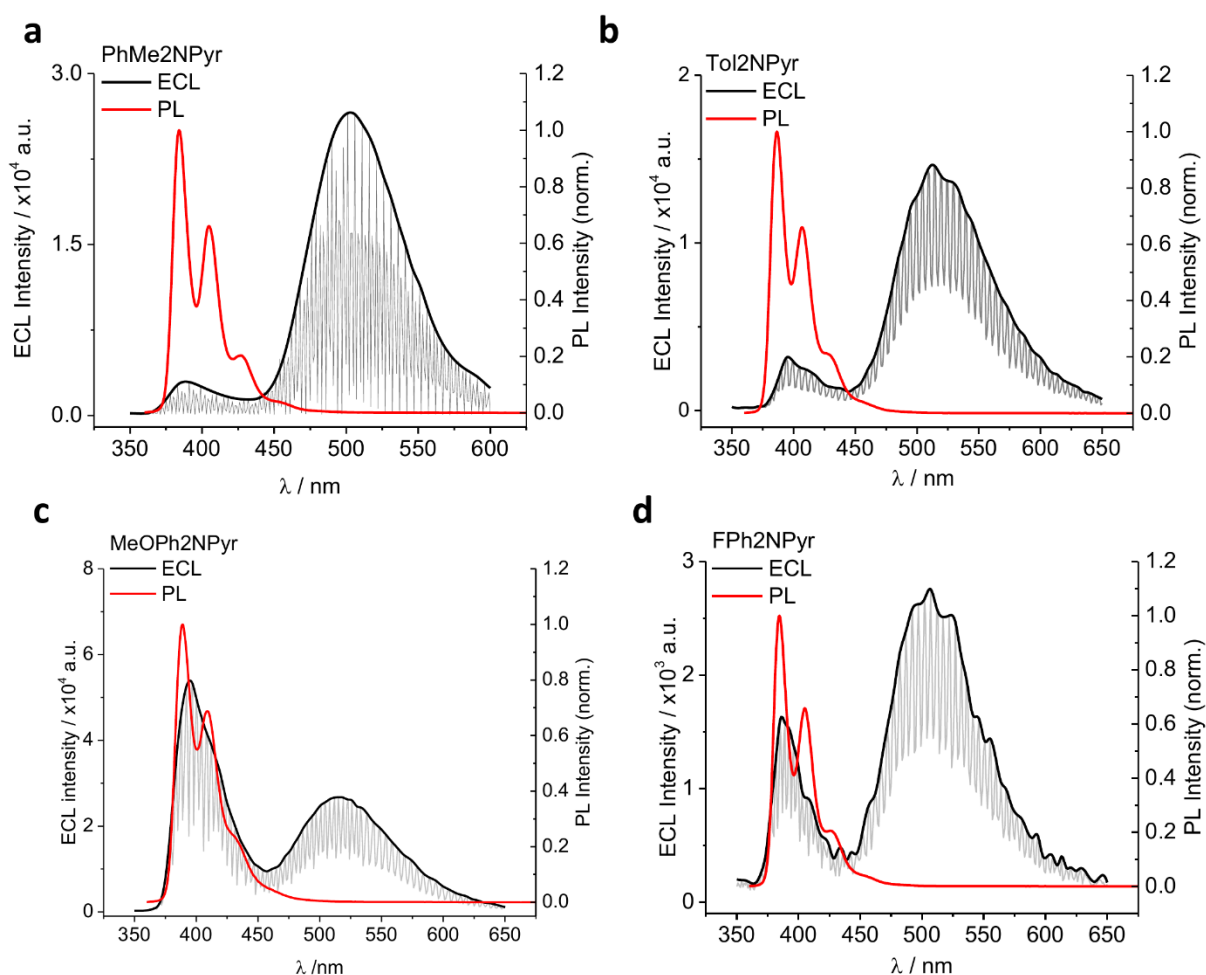 a
PhMe2NPyr
ECL
PL
3.0
1.5
0.0
ECL Intensity / x10⁴ a.u.
1.2
1.0
0.8
0.6
0.4
0.2
0.0
PL Intensity (norm.)
350 400 450 500 550 600
λ / nm
b
Tol2NPyr
ECL
PL
2
1
0
ECL Intensity / x10⁴ a.u.
1.2
1.0
0.8
0.6
0.4
0.2
0.0
PL Intensity (norm.)
350 400 450 500 550 600 650
λ / nm
c
MeOPh2NPyr
ECL
PL
8
6
4
2
0
ECL intensity / x10⁴ a.u.
1.2
1.0
0.8
0.6
0.4
0.2
0.0
PL Intensity (norm.)
350 400 450 500 550 600 650
λ /nm
d
FPh2NPyr
ECL
PL
3
2
1
0
ECL Intensity / x10³ a.u.
1.2
1.0
0.8
0.6
0.4
0.2
0.0
PL Intensity (norm.)
350 400 450 500 550 600 650
λ / nm